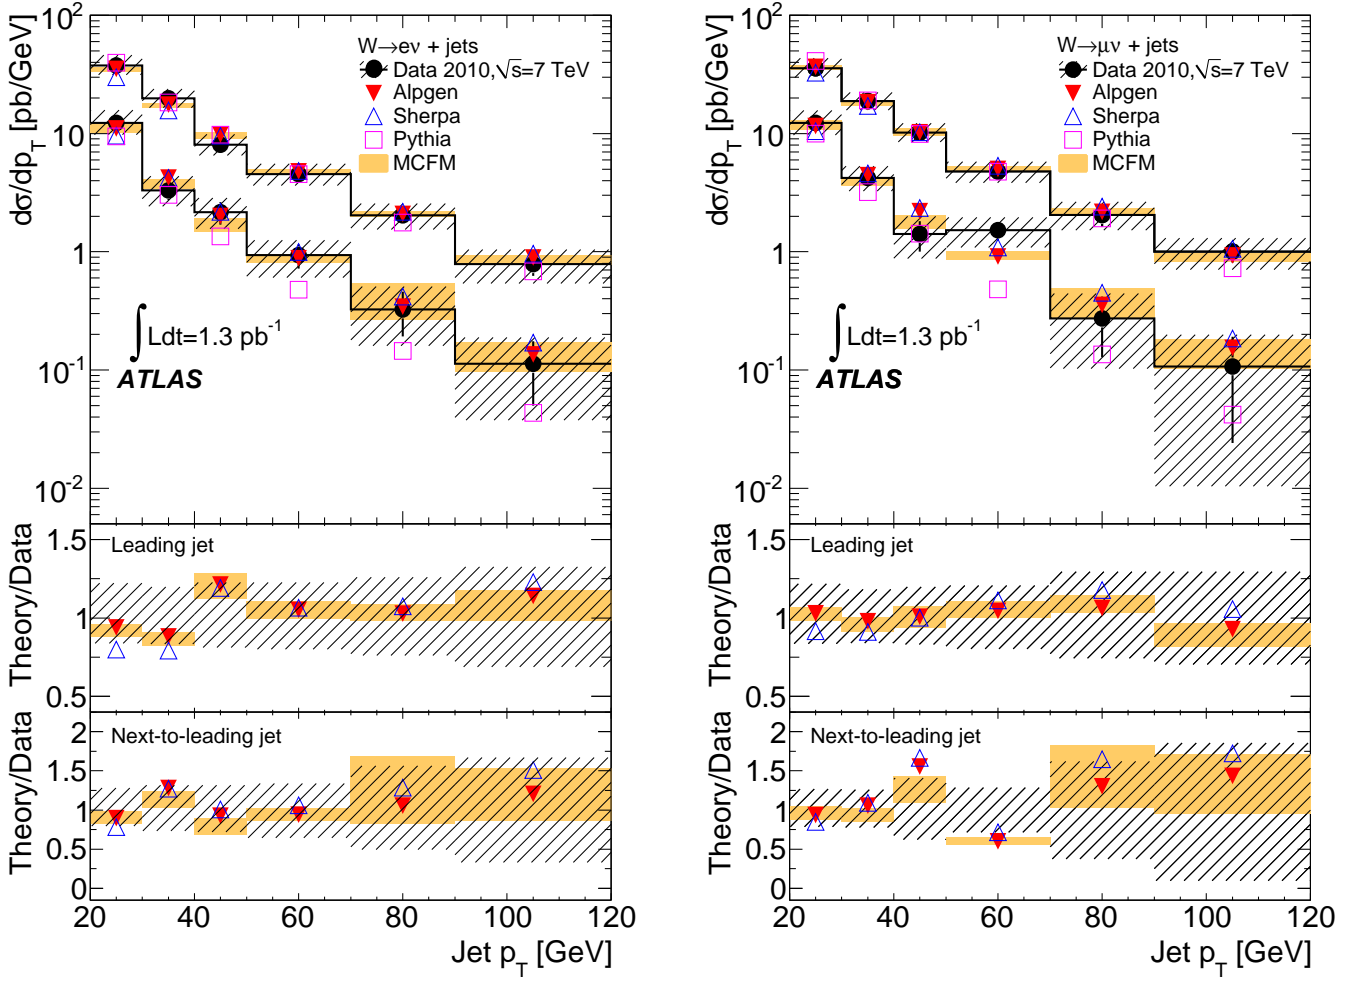 dσ/dp_T [pb/GeV]
10²
10
1
10⁻¹
10⁻²
W→eν + jets
Data 2010,√s=7 TeV
Alpgen
Sherpa
Pythia
MCFM
∫Ldt=1.3 pb⁻¹
ATLAS
Theory/Data
1.5
1
0.5
Leading jet
Theory/Data
2
1.5
1
0.5
0
Next-to-leading jet
20 40 60 80 100 120
Jet p_T [GeV]
dσ/dp_T [pb/GeV]
10²
10
1
10⁻¹
10⁻²
W→μν + jets
Data 2010,√s=7 TeV
Alpgen
Sherpa
Pythia
MCFM
∫Ldt=1.3 pb⁻¹
ATLAS
Theory/Data
1.5
1
0.5
Leading jet
Theory/Data
2
1.5
1
0.5
0
Next-to-leading jet
20 40 60 80 100 120
Jet p_T [GeV]